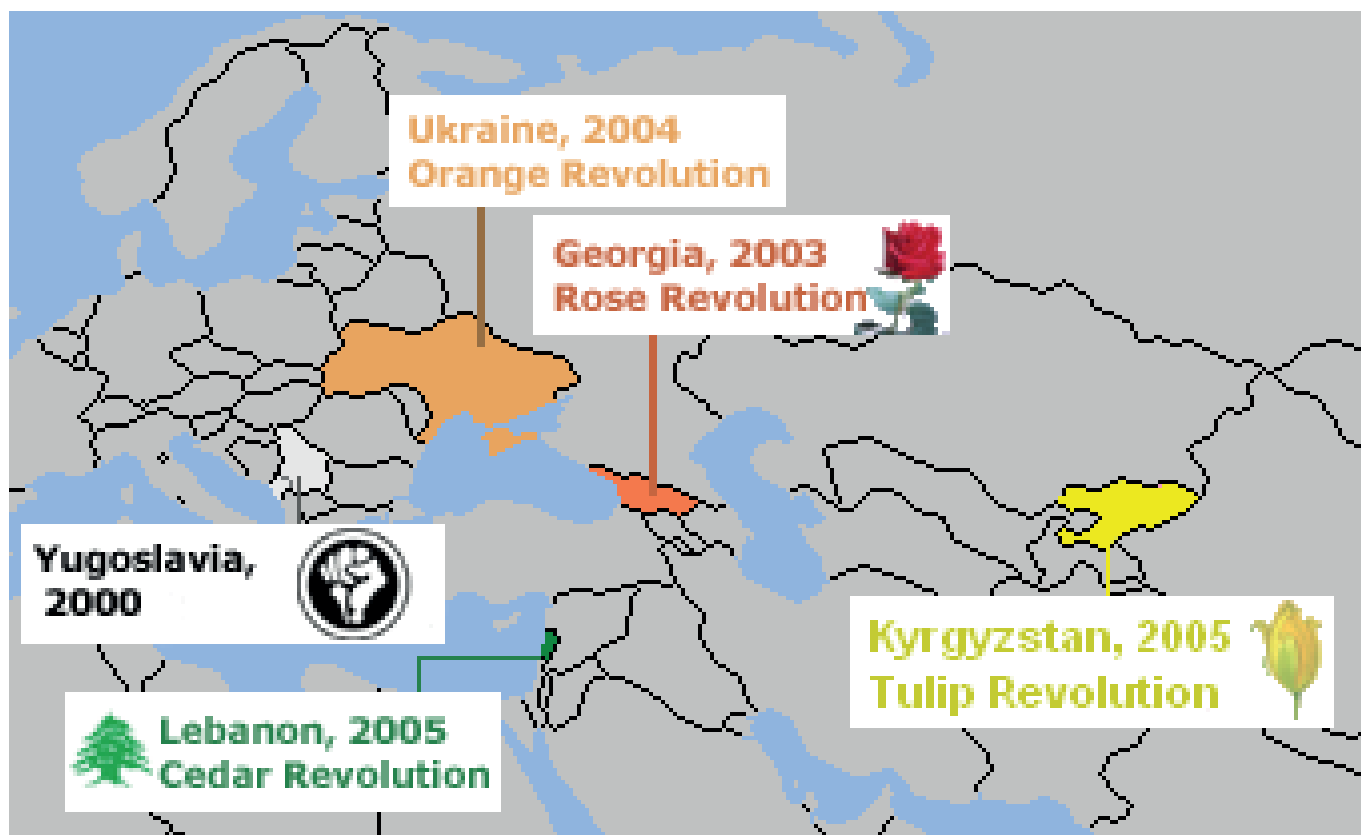 Ukraine, 2004
Orange Revolution
Georgia, 2003
Rose Revolution
Yugoslavia,
2000
Kyrgyzstan, 2005
Tulip Revolution
Lebanon, 2005
Cedar Revolution